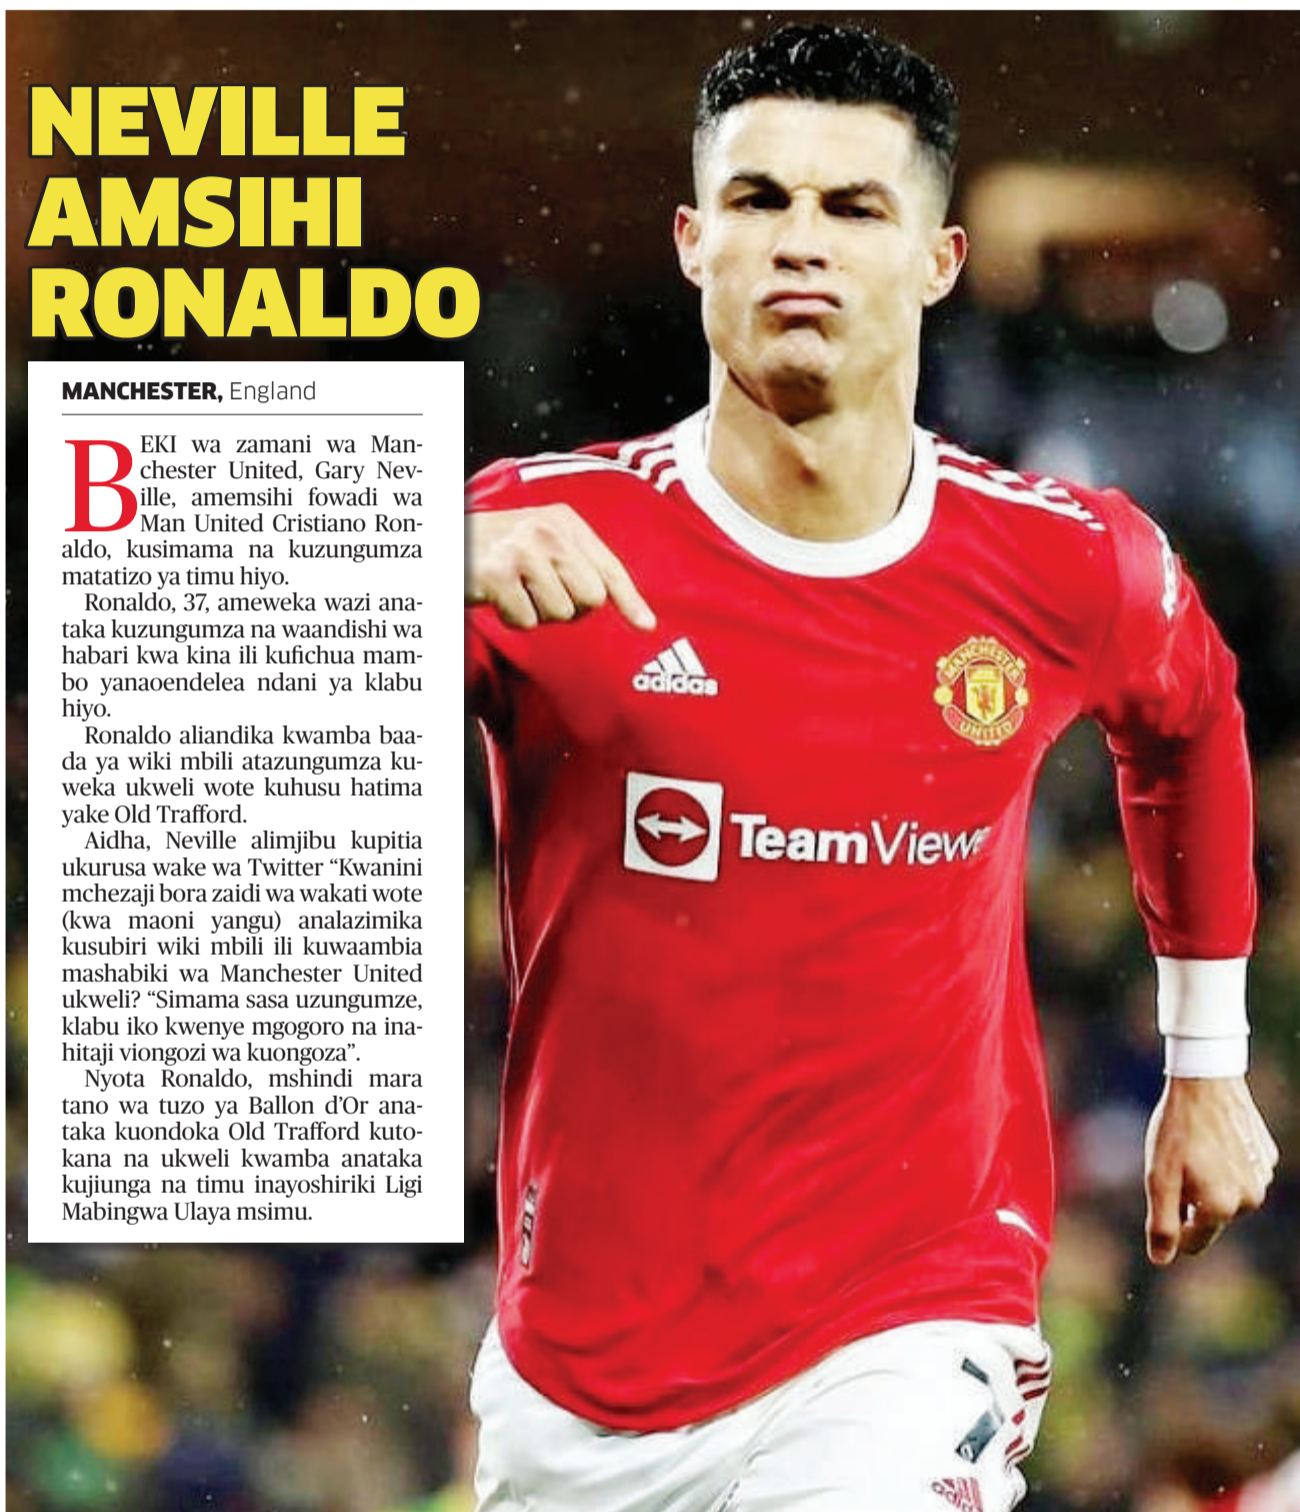 NEVILLE
AMSIHI
RONALDO
MANCHESTER, England
BEKI wa zamani wa Man-
chester United, Gary Nev-
ille, amemsihi fowadi wa
Man United Cristiano Ron-
aldo, kusimama na kuzungumza
matatizo ya timu hiyo.
Ronaldo, 37, ameweka wazi ana-
taka kuzungumza na waandishi wa
habari kwa kina ili kufichua mam-
bo yanaoendelea ndani ya klabu
hiyo.
Ronaldo aliandika kwamba baa-
da ya wiki mbili atazungumza ku-
weka ukweli wote kuhusu hatima
yake Old Trafford.
Aidha, Neville alimjibu kupitia
ukurusa wake wa Twitter “Kwanini
mchezaji bora zaidi wa wakati wote
(kwa maoni yangu) analazimika
kusubiri wiki mbili ili kuwaambia
mashabiki wa Manchester United
ukweli? “Simama sasa uzungumze,
klabu iko kwenye mgogoro na ina-
hitaji viongozi wa kuongoza”.
Nyota Ronaldo, mshindi mara
tano wa tuzo ya Ballon d’Or ana-
taka kuondoka Old Trafford kuto-
kana na ukweli kwamba anataka
kujiunga na timu inayoshiriki Ligi
Mabingwa Ulaya msimu.
adidas
MANCHESTER
UNITED
TeamViewe
adidas